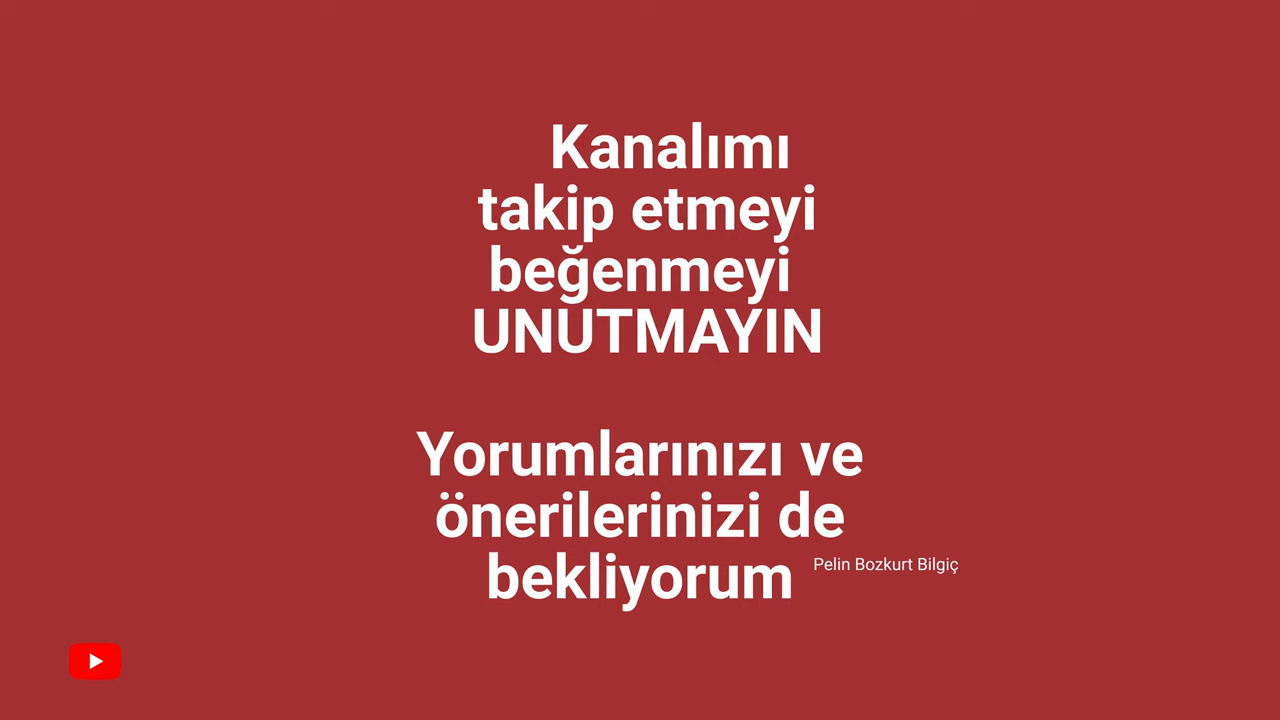 Kanalımı
takip etmeyi
beğenmeyi
UNUTMAYIN
Yorumlarınızı ve
önerilerinizi de
bekliyorum
Pelin Bozkurt Bilgiç